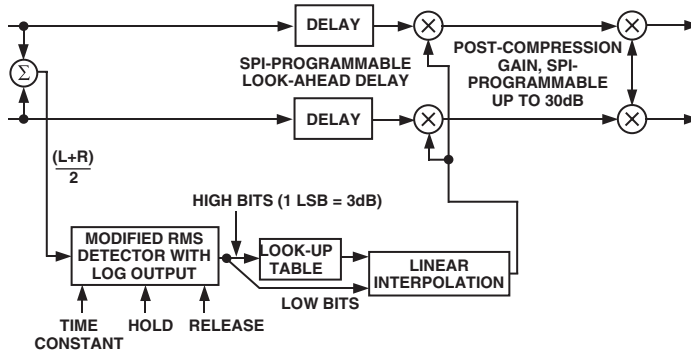 DELAY
SPI-PROGRAMMABLE
LOOK-AHEAD DELAY
POST-COMPRESSION
GAIN, SPI-
PROGRAMMABLE
UP TO 30dB
Σ
DELAY
(L+R)
2
HIGH BITS (1 LSB = 3dB)
MODIFIED RMS
DETECTOR WITH
LOG OUTPUT
LOOK-UP
TABLE
LINEAR
INTERPOLATION
LOW BITS
TIME
CONSTANT
HOLD
RELEASE